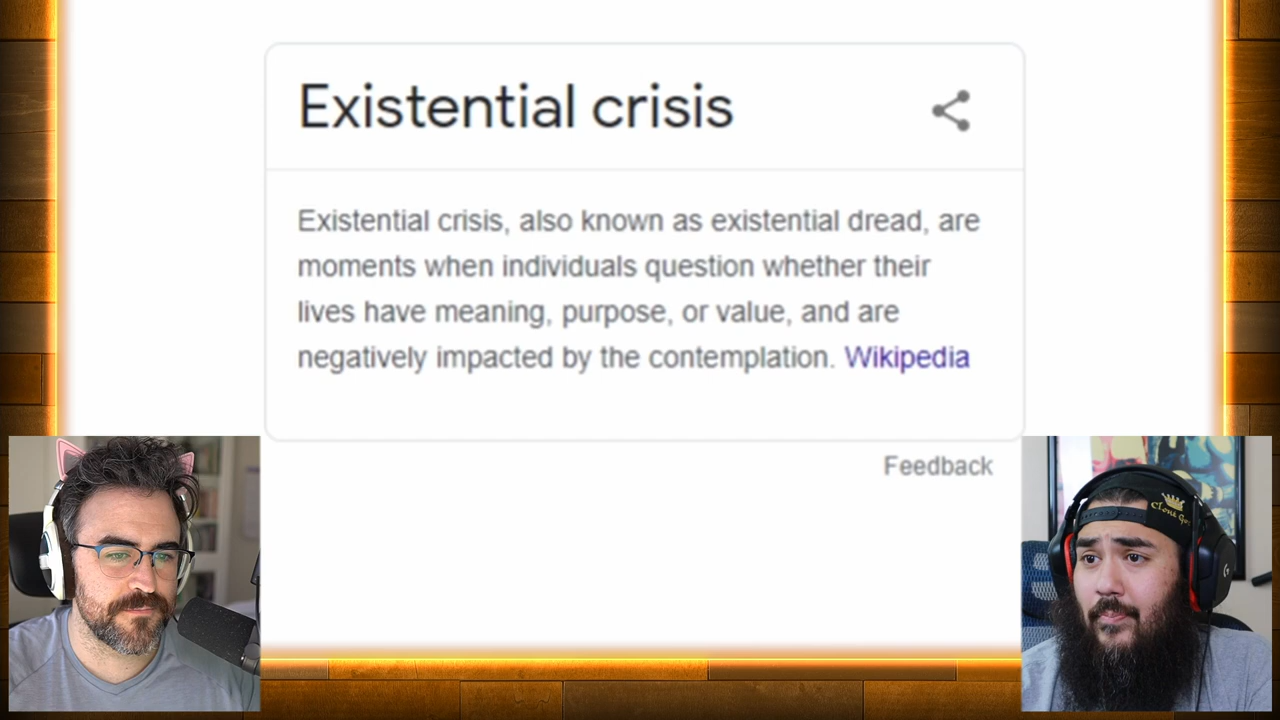 Existential crisis
Existential crisis, also known as existential dread, are
moments when individuals question whether their
lives have meaning, purpose, or value, and are
negatively impacted by the contemplation. Wikipedia
Feedback